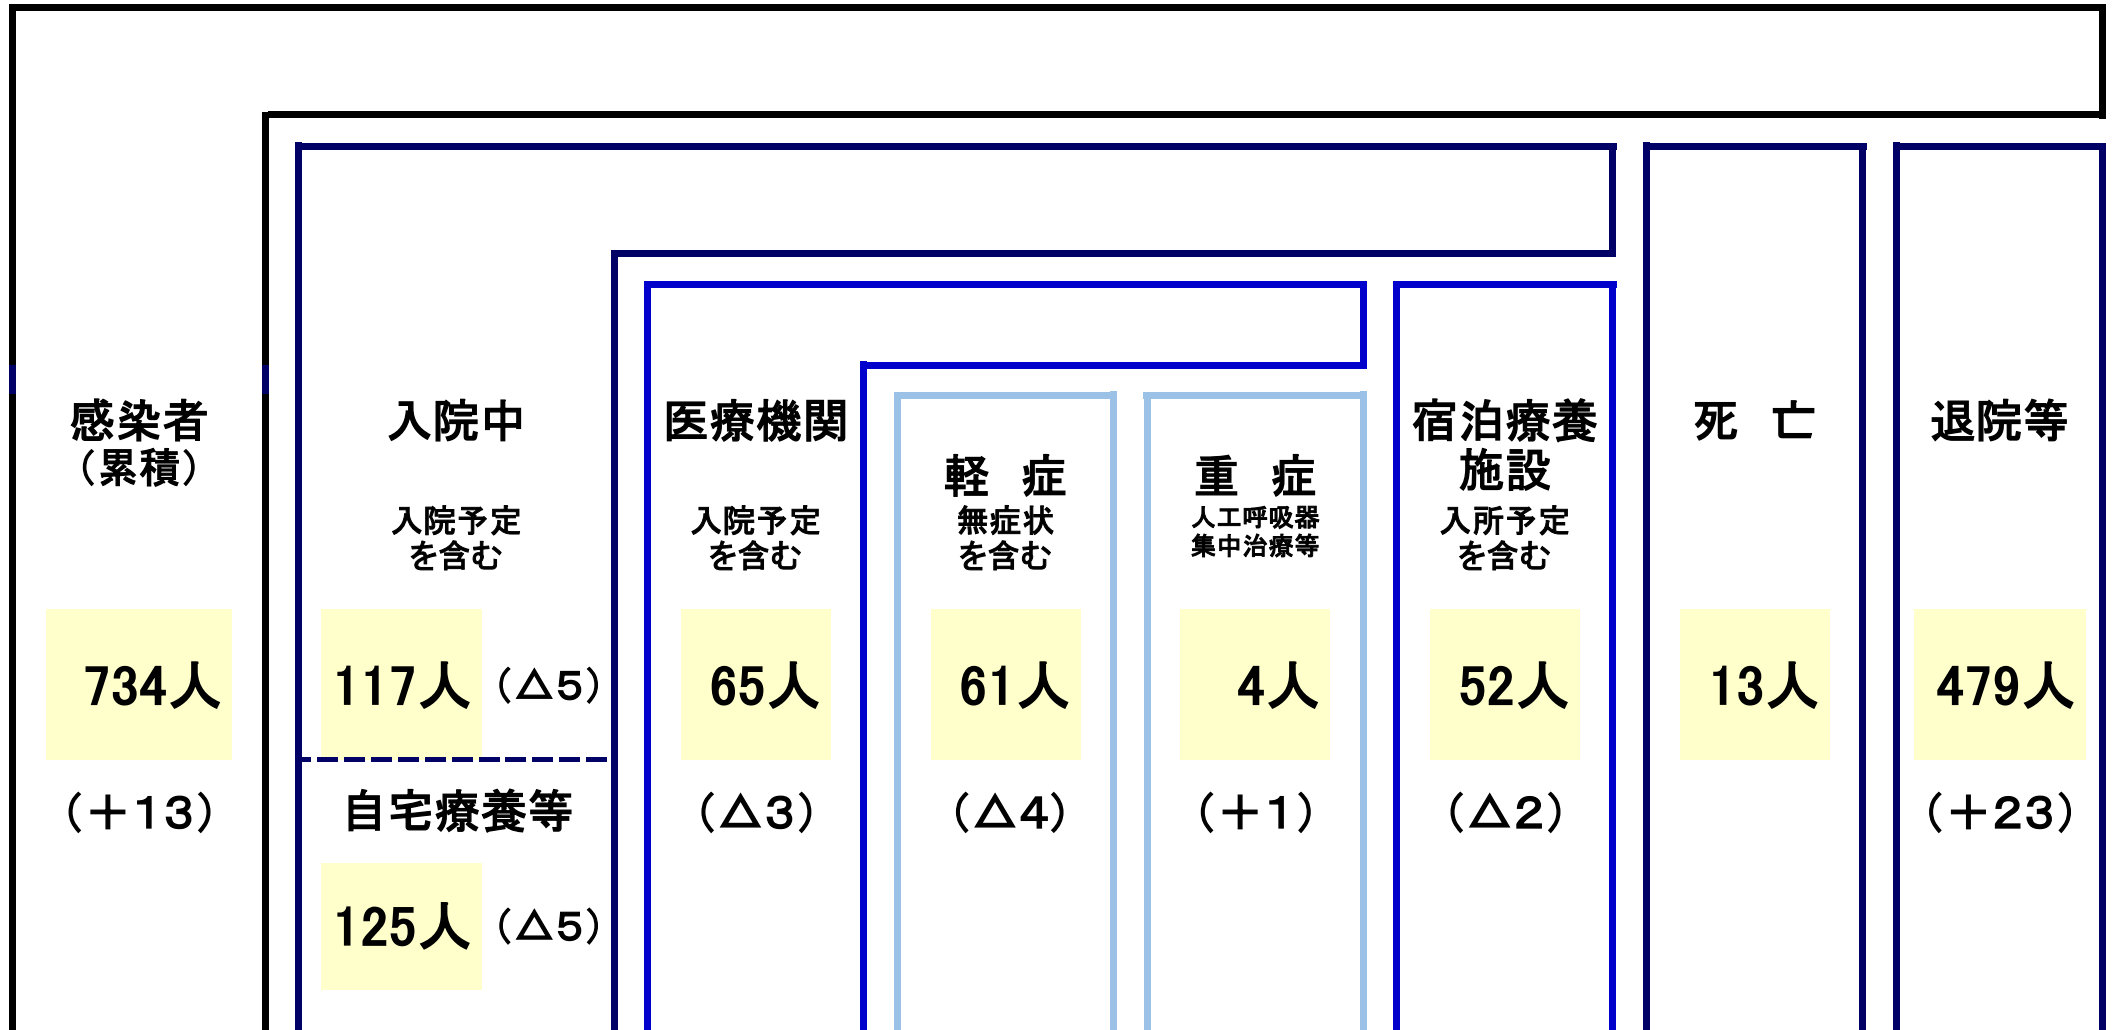 感染者
（累積）
734人
（＋13）
入院中
入院予定
を含む
117人（△5）
自宅療養等
125人（△5）
医療機関
入院予定
を含む
65人
（△3）
軽　症
無症状
を含む
61人
（△4）
重　症
人工呼吸器
集中治療等
4人
（＋1）
宿泊療養
施設
入所予定
を含む
52人
（△2）
死　亡
13人
退院等
479人
（＋23）